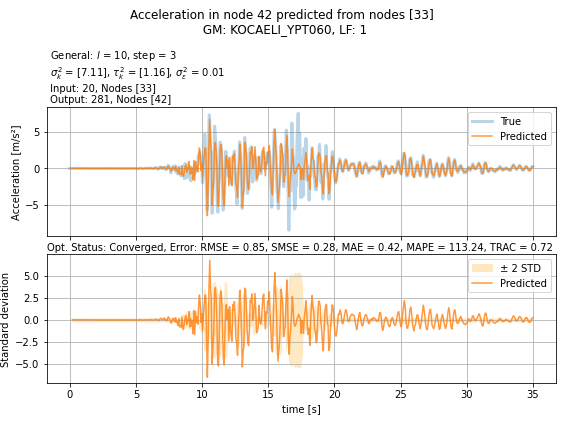 Acceleration in node 42 predicted from nodes [33]
GM: KOCAELI_YPT060, LF: 1
General: l = 10, step = 3
σ²ₖ = [7.11], τ²ₖ = [1.16], σ²ε = 0.01
Input: 20, Nodes [33]
Output: 281, Nodes [42]
Acceleration [m/s²]
5
0
−5
True
Predicted
Opt. Status: Converged, Error: RMSE = 0.85, SMSE = 0.28, MAE = 0.42, MAPE = 113.24, TRAC = 0.72
Standard deviation
5.0
2.5
0.0
−2.5
−5.0
± 2 STD
Predicted
0 5 10 15 20 25 30 35
time [s]